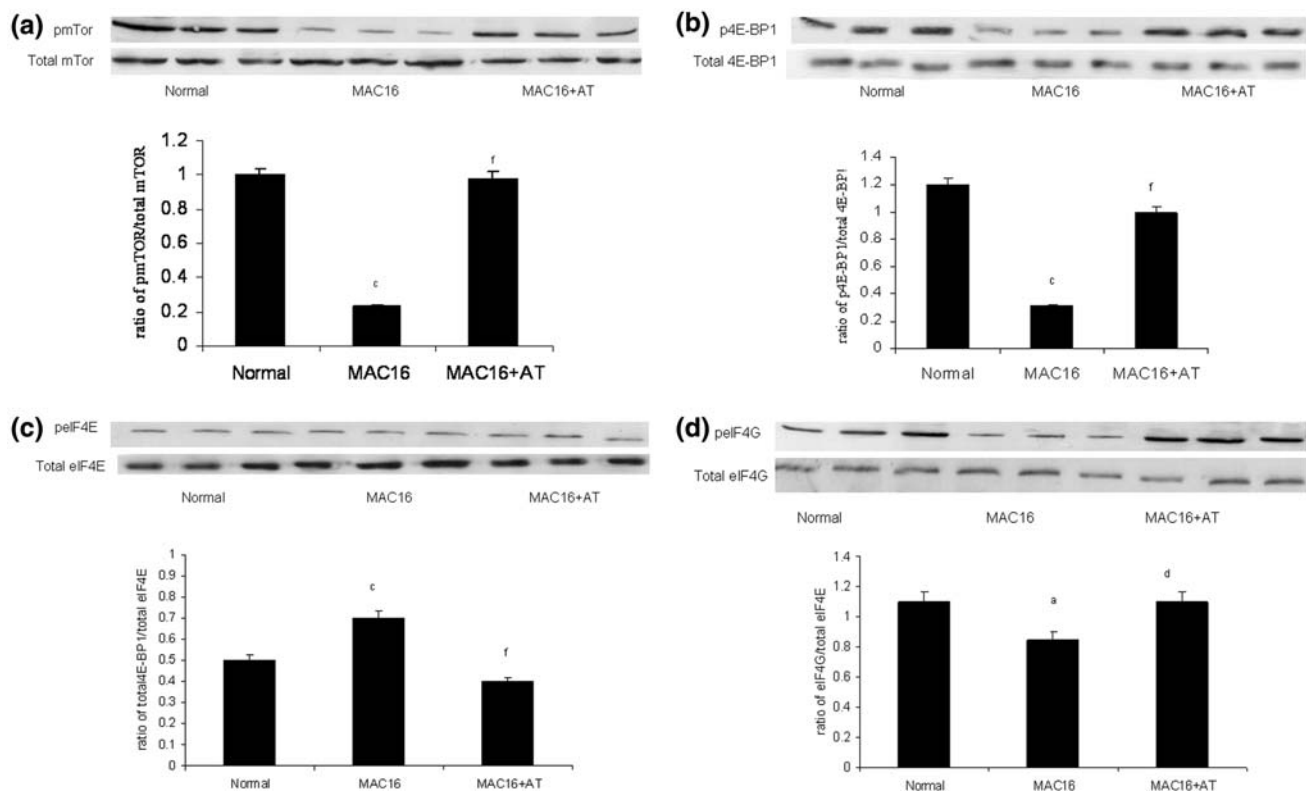 (a)
pmTor
Total mTor
Normal MAC16 MAC16+AT
ratio of pmTOR/total mTOR
1.2
1
0.8
0.6
0.4
0.2
0
c
f
Normal MAC16 MAC16+AT
(b)
p4E-BP1
Total 4E-BP1
Normal MAC16 MAC16+AT
ratio of p4E-BP1/total 4E-BP1
1.4
1.2
1
0.8
0.6
0.4
0.2
0
c
f
Normal MAC16 MAC16+AT
(c)
peIF4E
Total eIF4E
Normal MAC16 MAC16+AT
ratio of total4E-BP1/total eIF4E
1
0.9
0.8
0.7
0.6
0.5
0.4
0.3
0.2
0.1
0
c
f
Normal MAC16 MAC16+AT
(d)
peIF4G
Total eIF4G
Normal MAC16 MAC16+AT
ratio of eIF4G/total eIF4E
1.4
1.2
1
0.8
0.6
0.4
0.2
0
a
d
Normal MAC16 MAC16+AT